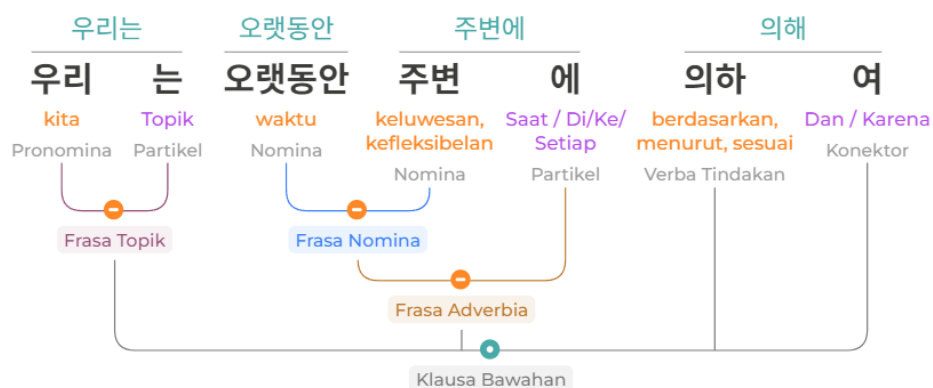 우리는 오랫동안 주변에 의해
우리 는 오랫동안 주변 에 의하 여
kita Topik waktu keluwesan, Saat / Di/Ke/ berdasarkan, Dan / Karena
kefleksibelan Setiap menurut, sesuai
Pronomina Partikel Nomina Nomina Partikel Verba Tindakan Konektor
Frasa Topik Frasa Nomina
Frasa Adverbia
Klausa Bawahan